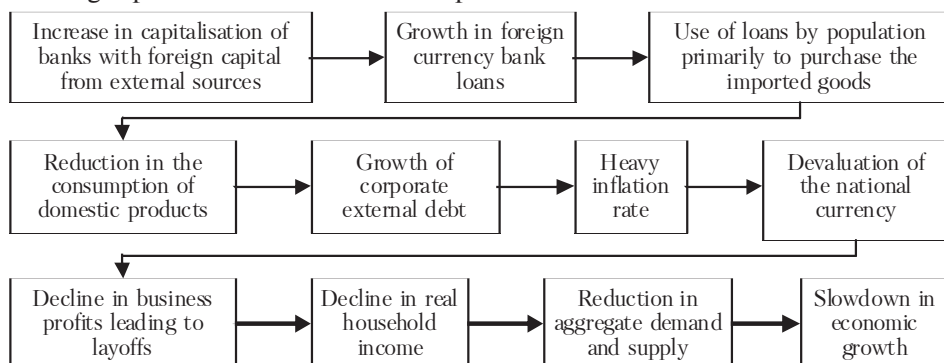 Increase in capitalisation of
banks with foreign capital
from external sources
Growth in foreign
currency bank
loans
Use of loans by population
primarily to purchase the
imported goods
Reduction in the
consumption of
domestic products
Growth of
corporate
external debt
Heavy
inflation
rate
Devaluation of
the national
currency
Decline in business
profits leading to
layoffs
Decline in real
household
income
Reduction in
aggregate demand
and supply
Slowdown in
economic
growth